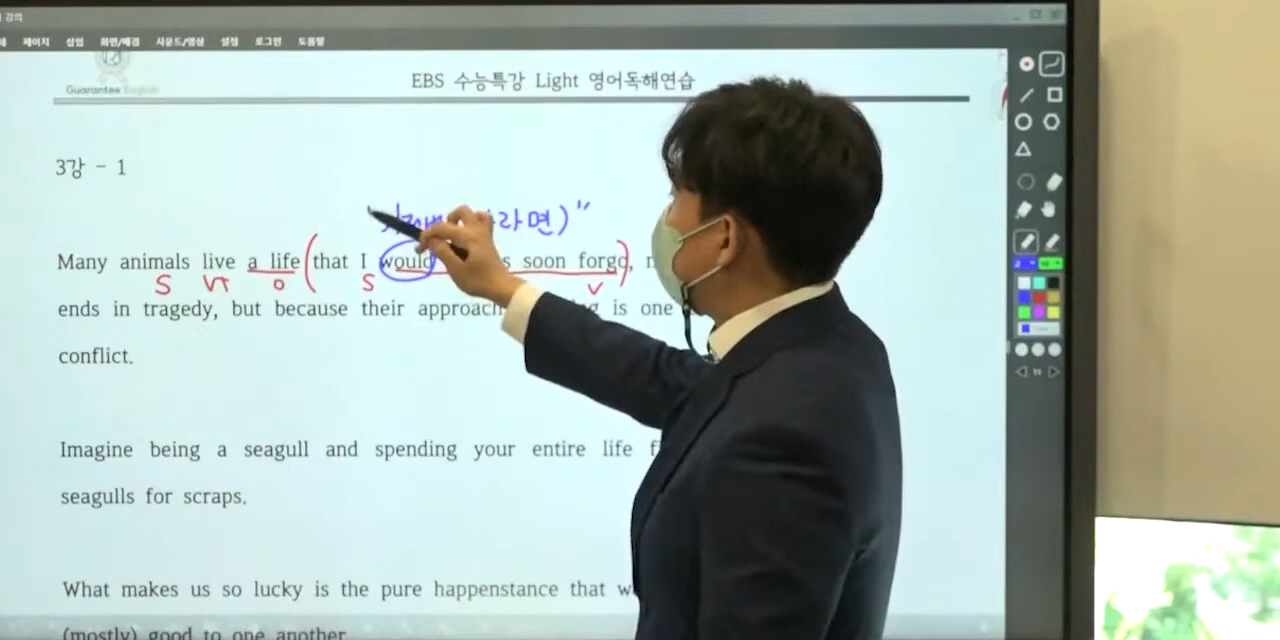 강의
페이지 삽입 화면/배경 사운드/영상 설정 로그인 도움말
Guarantee English
EBS 수능특강 Light 영어독해연습
3강 - 1
라면)"
Many animals live a life (that I would soon forgo),
S Vt O S V
ends in tragedy, but because their approach is one
conflict.
Imagine being a seagull and spending your entire life
seagulls for scraps.
What makes us so lucky is the pure happenstance that
(mostly) good to one another